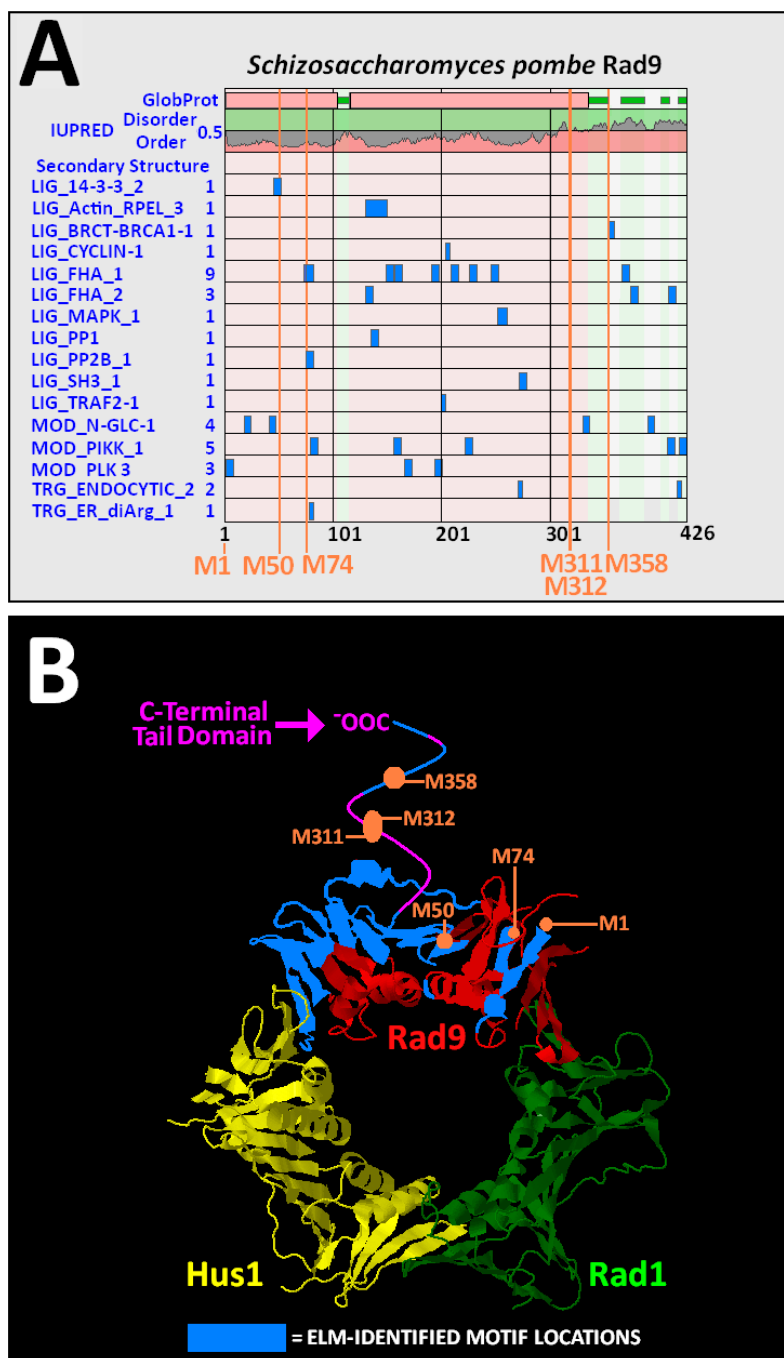 A
Schizosaccharomyces pombe Rad9
GlobProt
IUPRED Disorder
Order 0.5
Secondary Structure
LIG_14-3-3_2 1
LIG_Actin_RPEL_3 1
LIG_BRCT-BRCA1-1 1
LIG_CYCLIN-1 1
LIG_FHA_1 9
LIG_FHA_2 3
LIG_MAPK_1 1
LIG_PP1 1
LIG_PP2B_1 1
LIG_SH3_1 1
LIG_TRAF2-1 1
MOD_N-GLC-1 4
MOD_PIKK_1 5
MOD PLK 3 3
TRG_ENDOCYTIC_2 2
TRG_ER_diArg_1 1
1 101 201 301 426
M1 M50 M74 M311 M358
M312
B
C-Terminal
Tail Domain
⁻OOC
M358
M312
M311
M74
M50
M1
Rad9
Hus1
Rad1
= ELM-IDENTIFIED MOTIF LOCATIONS